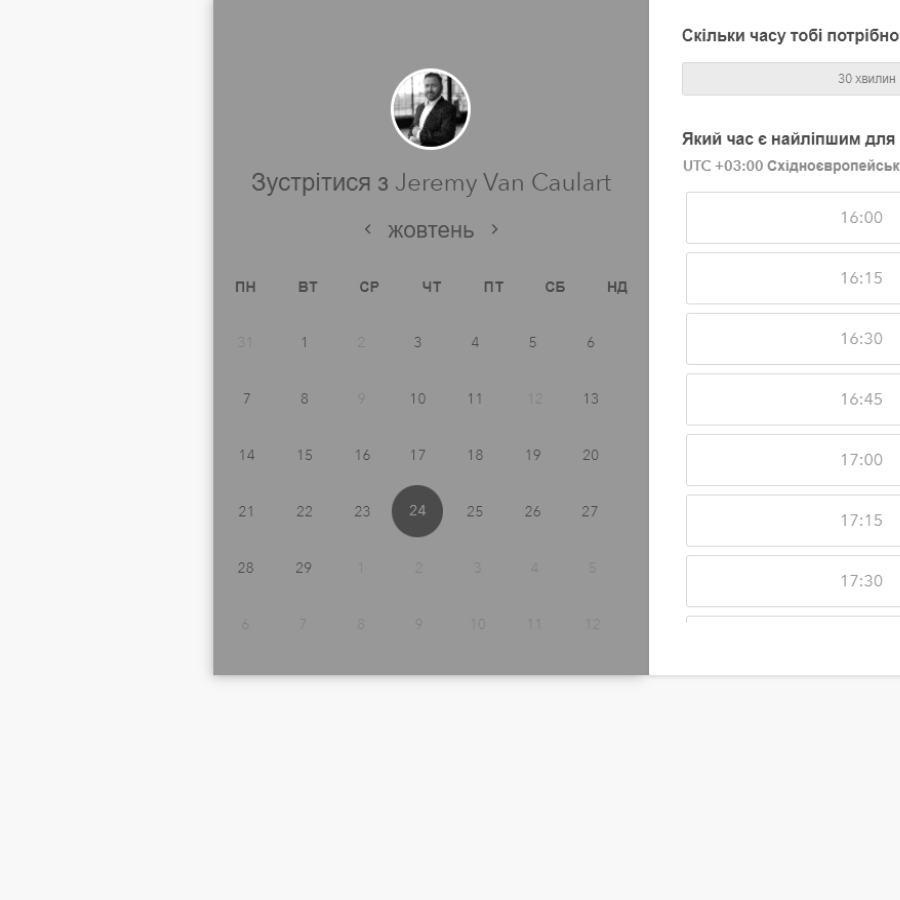 Зустрітися з Jeremy Van Caulart
жовтень
ПН ВТ СР ЧТ ПТ СБ НД
31 1 2 3 4 5 6
7 8 9 10 11 12 13
14 15 16 17 18 19 20
21 22 23 24 25 26 27
28 29 1 2 3 4 5
6 7 8 9 10 11 12
Скільки часу тобі потрібно
30 хвилин
Який час є найліпшим для
UTC +03:00 Східноєвропейськ
16:00
16:15
16:30
16:45
17:00
17:15
17:30